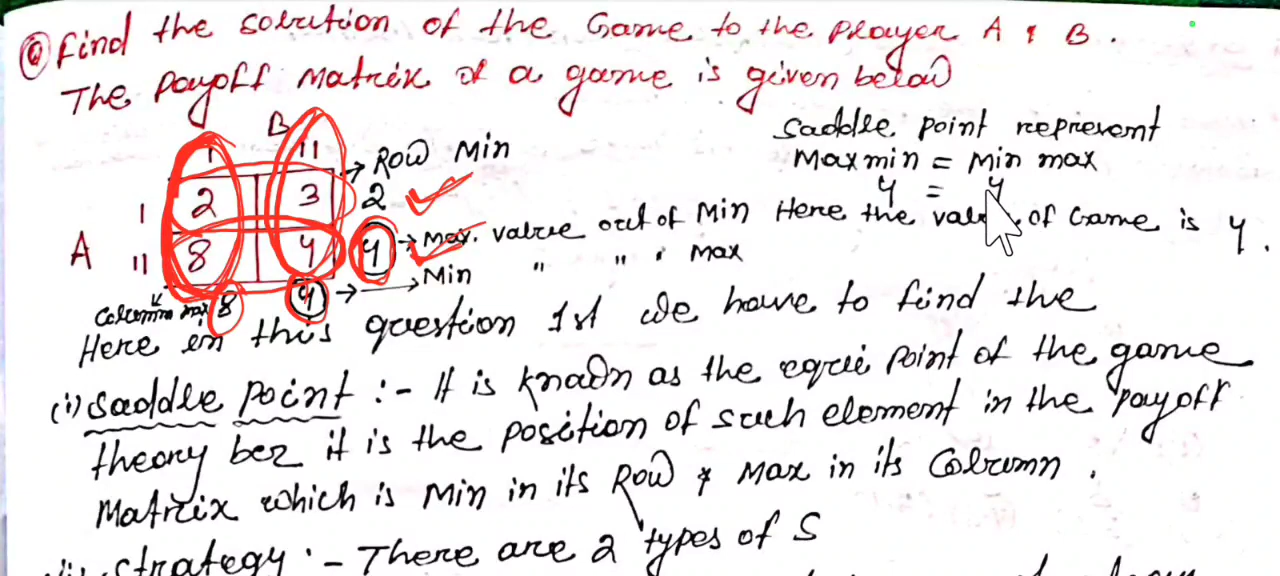 Q Find the solution of the Game to the player A & B.
The payoff Matrix of a game is given below
B
I II → Row Min
I 2 3 2
A II 8 4 4 → Max. value out of Min
Column max 8 4 → Min " " " Max
Saddle point represent
Maxmin = Min max
4 = 4
Here the value of Game is 4.
Here in this question 1st we have to find the
(i) Saddle Point :- It is known as the equi point of the game
theory bcz it is the position of such element in the payoff
Matrix which is Min in its Row & Max in its Column.
strategy :- There are 2 types of S